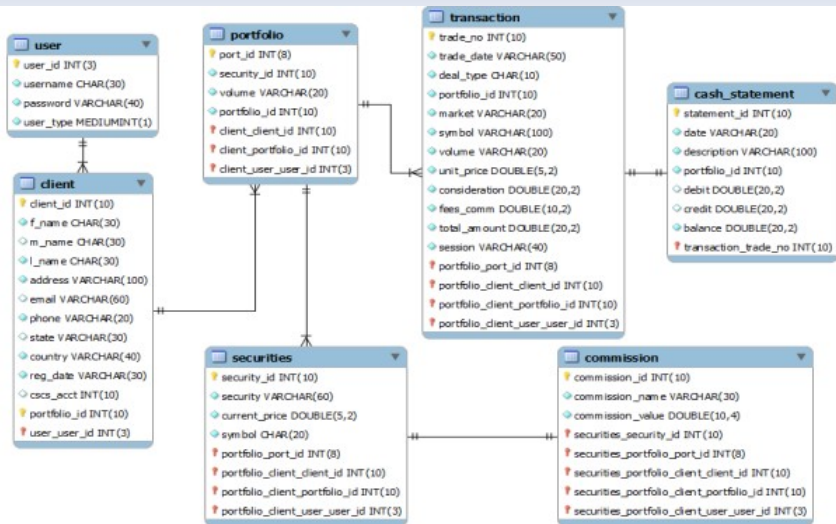 user
user_id INT(3)
username CHAR(30)
password VARCHAR(40)
user_type MEDIUMINT(1)
client
client_id INT(10)
f_name CHAR(30)
m_name CHAR(30)
l_name CHAR(30)
address VARCHAR(100)
email VARCHAR(60)
phone VARCHAR(20)
state VARCHAR(30)
country VARCHAR(40)
reg_date VARCHAR(30)
cscs_acct INT(10)
portfolio_id INT(10)
user_user_id INT(3)
portfolio
port_id INT(8)
security_id INT(10)
volume VARCHAR(20)
portfolio_id INT(10)
client_client_id INT(10)
client_portfolio_id INT(10)
client_user_user_id INT(3)
transaction
trade_no INT(10)
trade_date VARCHAR(50)
deal_type CHAR(10)
portfolio_id INT(10)
market VARCHAR(20)
symbol VARCHAR(100)
volume VARCHAR(20)
unit_price DOUBLE(5,2)
consideration DOUBLE(20,2)
fees_comm DOUBLE(10,2)
total_amount DOUBLE(20,2)
session VARCHAR(40)
portfolio_port_id INT(8)
portfolio_client_client_id INT(10)
portfolio_client_portfolio_id INT(10)
portfolio_client_user_user_id INT(3)
cash_statement
statement_id INT(10)
date VARCHAR(20)
description VARCHAR(100)
portfolio_id INT(10)
debit DOUBLE(20,2)
credit DOUBLE(20,2)
balance DOUBLE(20,2)
transaction_trade_no INT(10)
securities
security_id INT(10)
security VARCHAR(60)
current_price DOUBLE(5,2)
symbol CHAR(20)
portfolio_port_id INT(8)
portfolio_client_client_id INT(10)
portfolio_client_portfolio_id INT(10)
portfolio_client_user_user_id INT(3)
commission
commission_id INT(10)
commission_name VARCHAR(30)
commission_value DOUBLE(10,4)
securities_security_id INT(10)
securities_portfolio_port_id INT(8)
securities_portfolio_client_client_id INT(10)
securities_portfolio_client_portfolio_id INT(10)
securities_portfolio_client_user_user_id INT(3)